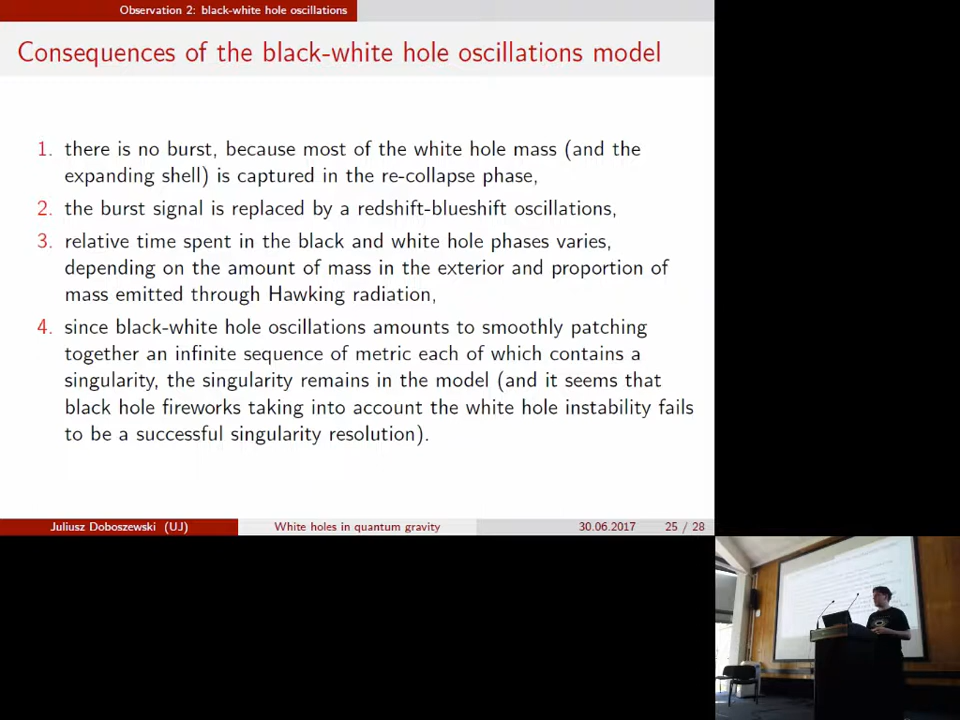 Observation 2: black-white hole oscillations
Consequences of the black-white hole oscillations model
1. there is no burst, because most of the white hole mass (and the
expanding shell) is captured in the re-collapse phase,
2. the burst signal is replaced by a redshift-blueshift oscillations,
3. relative time spent in the black and white hole phases varies,
depending on the amount of mass in the exterior and proportion of
mass emitted through Hawking radiation,
4. since black-white hole oscillations amounts to smoothly patching
together an infinite sequence of metric each of which contains a
singularity, the singularity remains in the model (and it seems that
black hole fireworks taking into account the white hole instability fails
to be a successful singularity resolution).
Juliusz Doboszewski (UJ) White holes in quantum gravity 30.06.2017 25 / 28